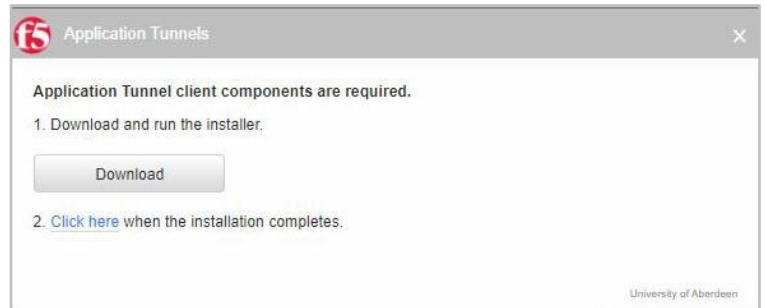 f5 Application Tunnels
Application Tunnel client components are required.
1. Download and run the installer.
Download
2. Click here when the installation completes.
University of Aberdeen